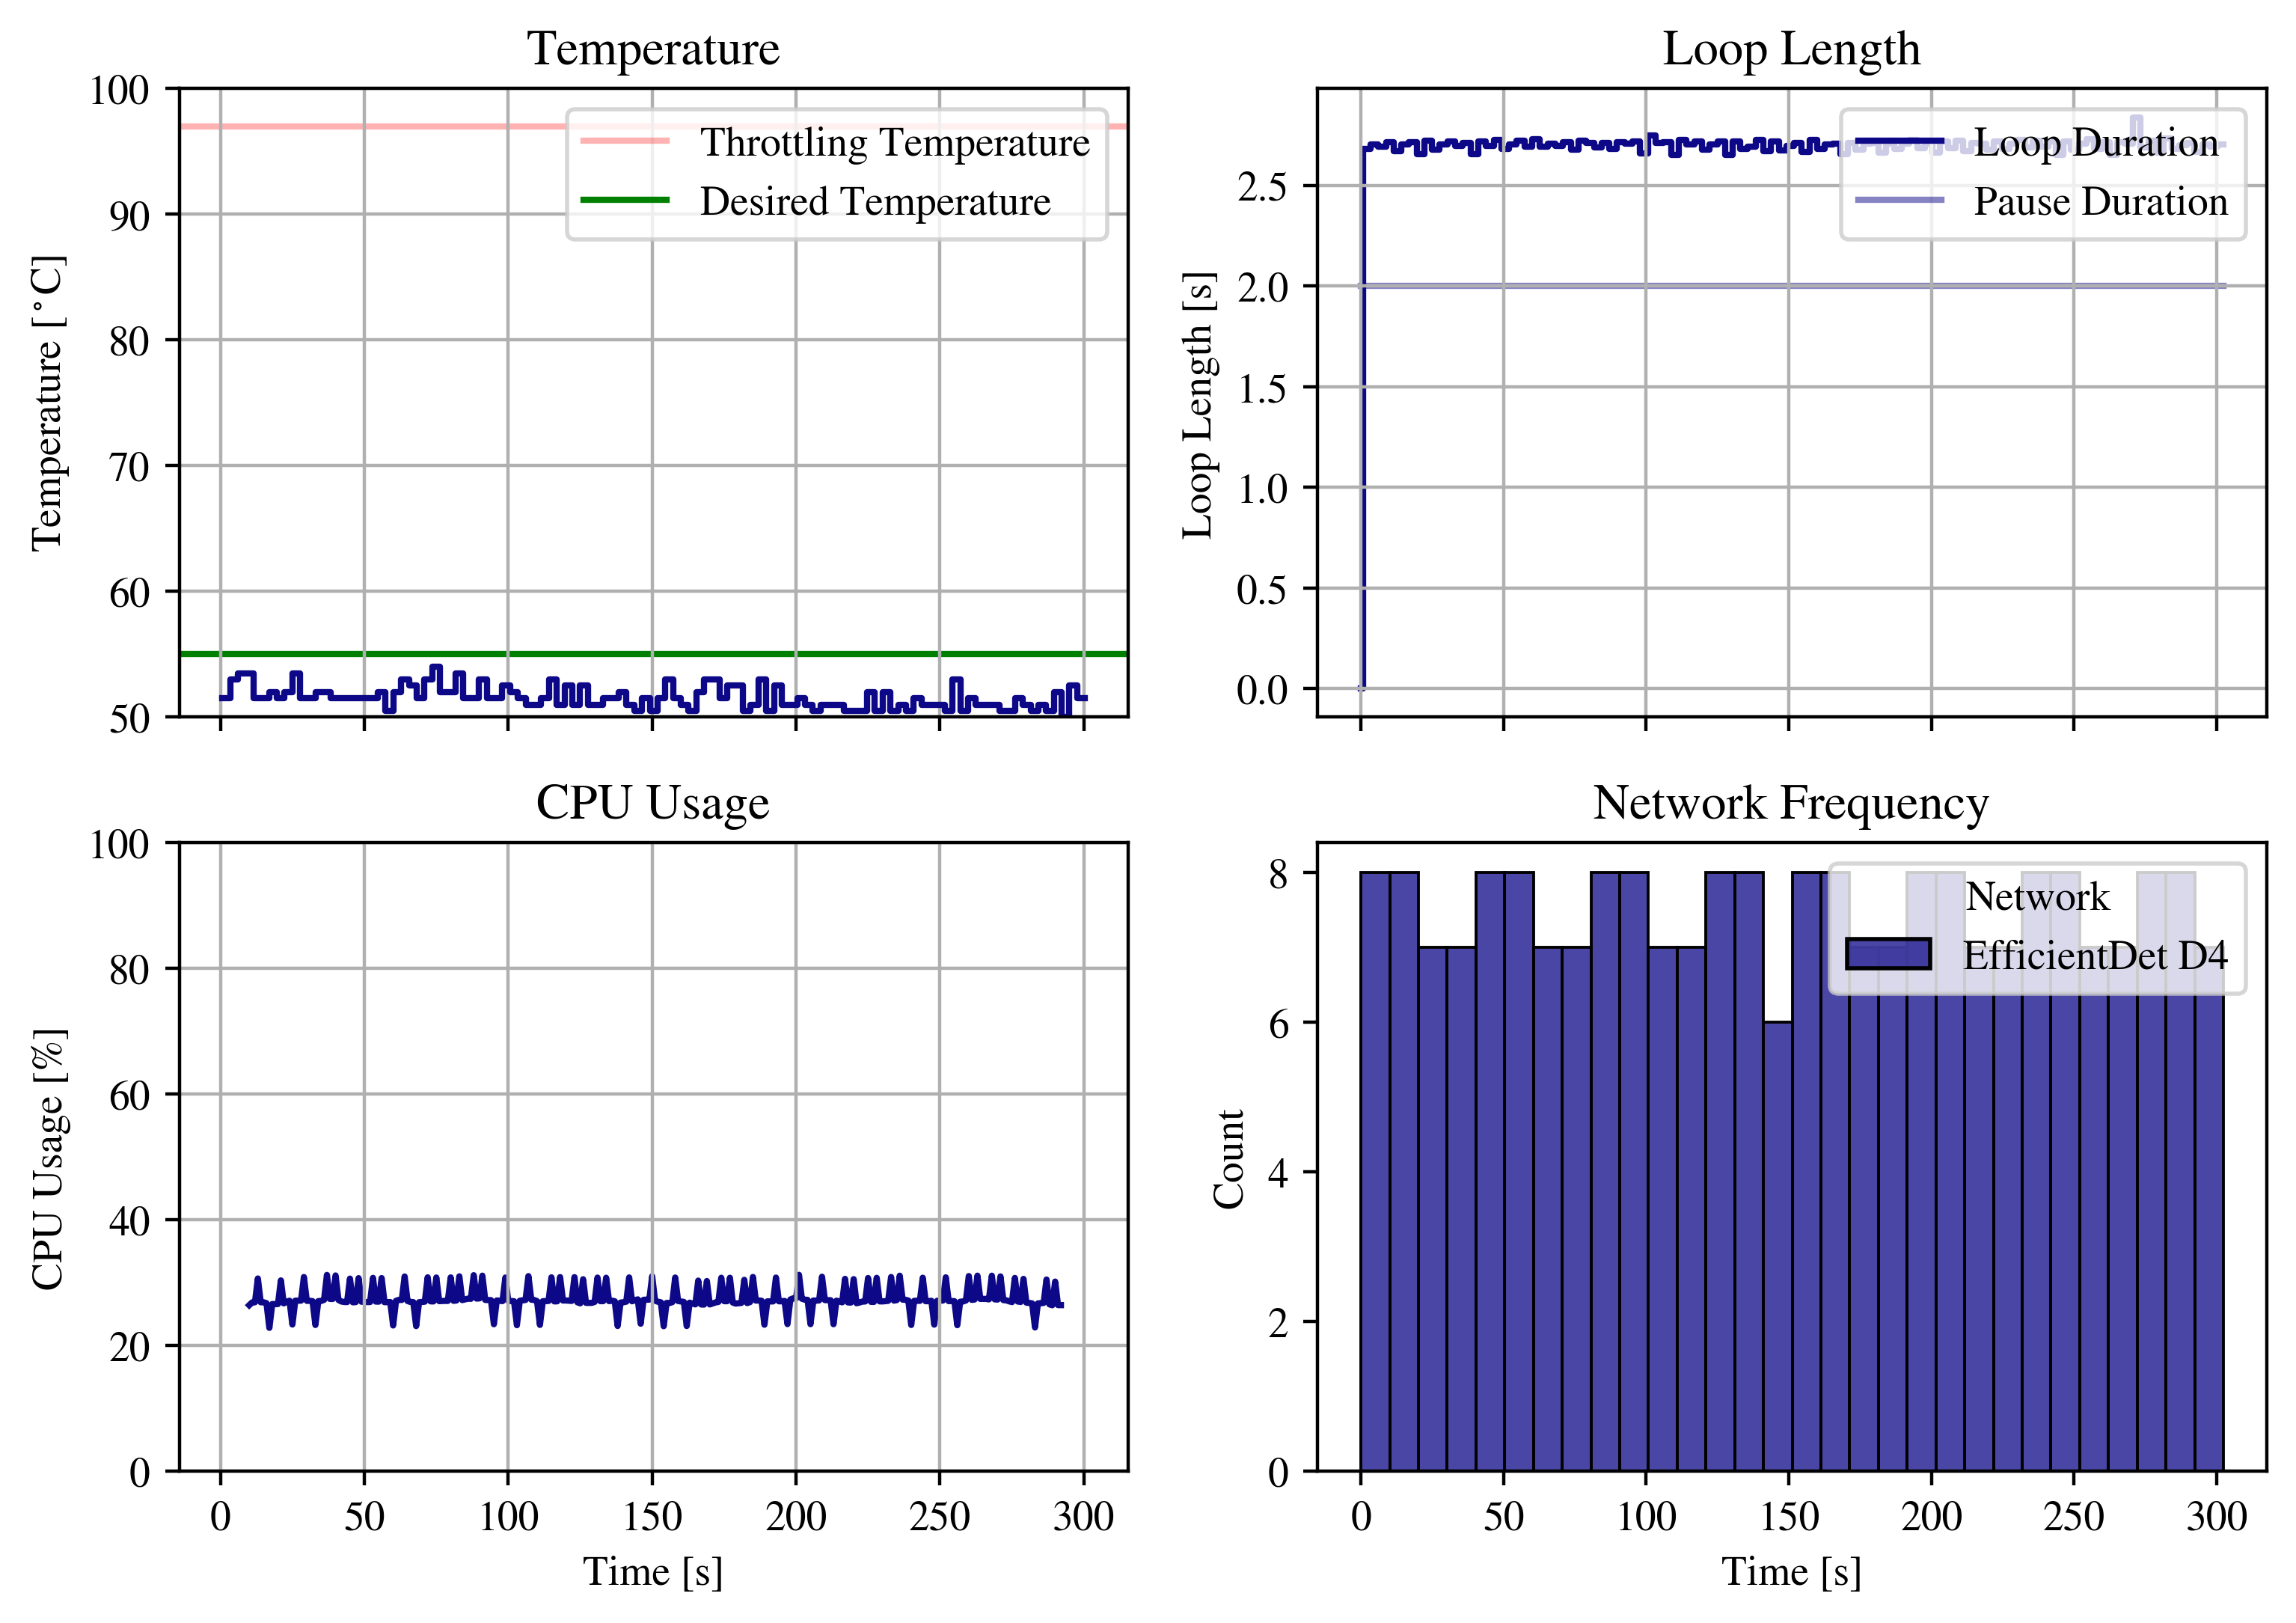 Temperature
100
90
80
70
60
50
Temperature [°C]
Throttling Temperature
Desired Temperature
Loop Length
2.5
2.0
1.5
1.0
0.5
0.0
Loop Length [s]
Loop Duration
Pause Duration
CPU Usage
100
80
60
40
20
0
CPU Usage [%]
0 50 100 150 200 250 300
Time [s]
Network Frequency
8
6
4
2
0
Count
Network
EfficientDet D4
0 50 100 150 200 250 300
Time [s]